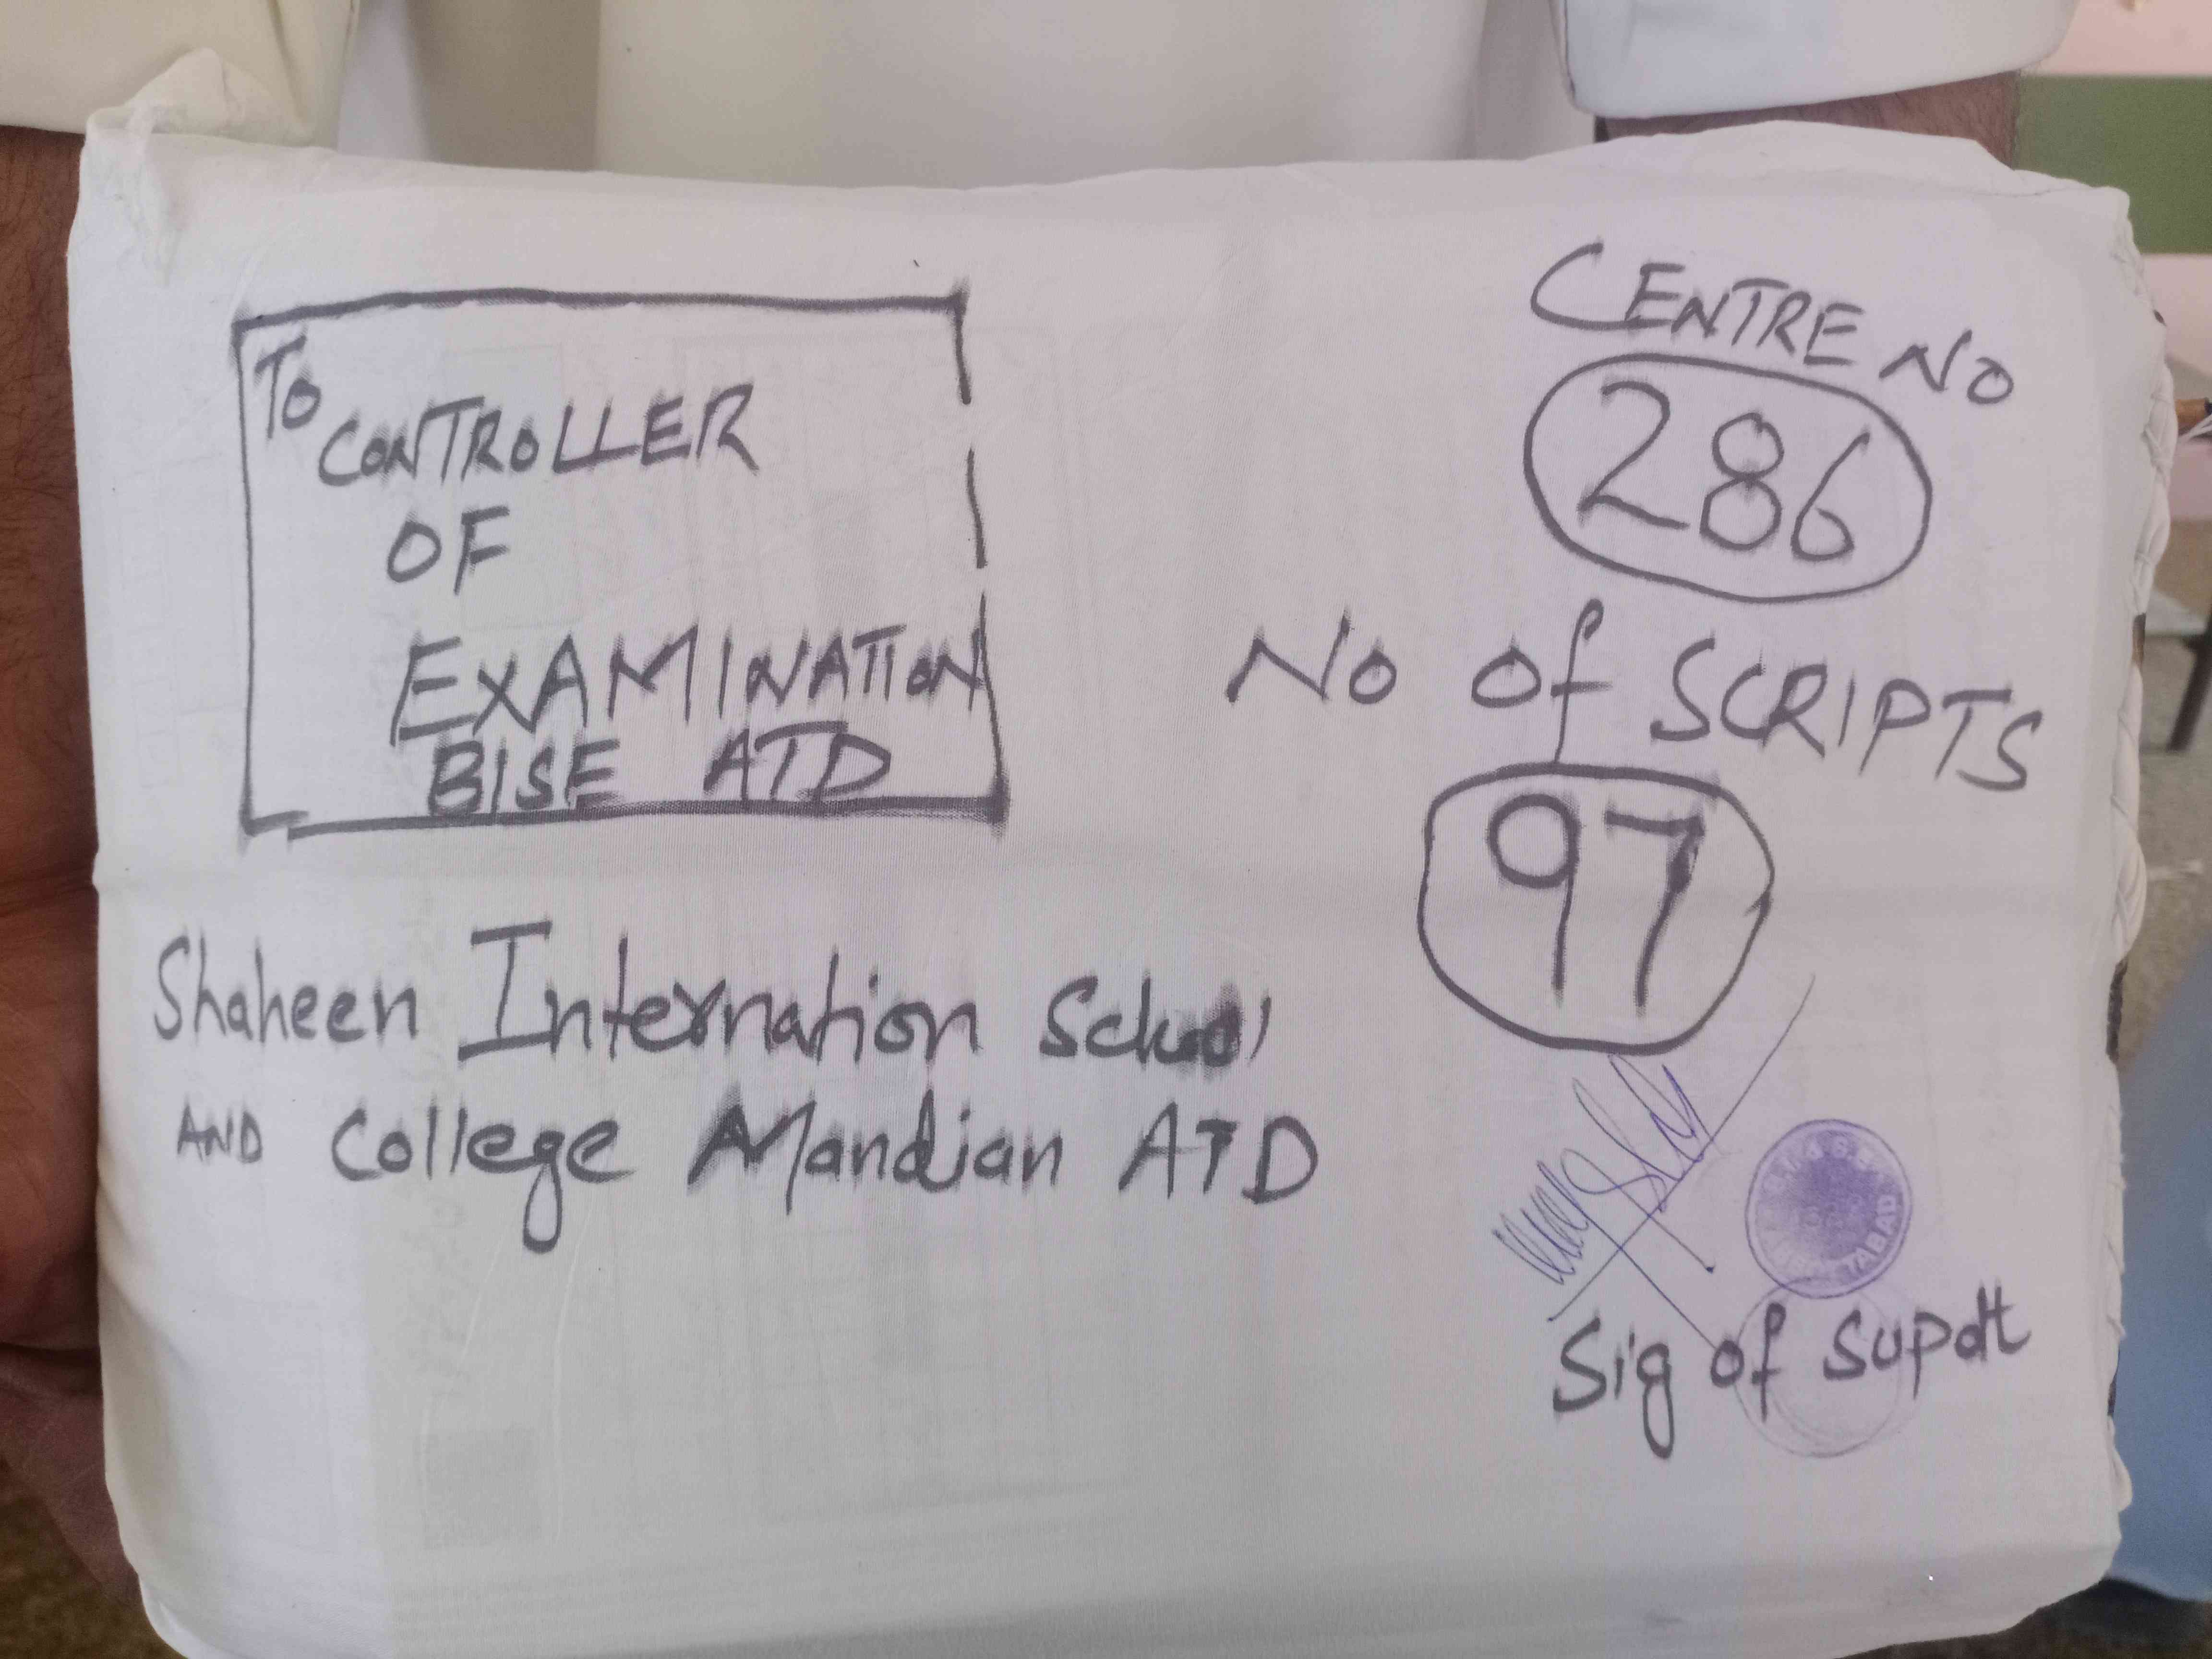 To
CONTROLLER
OF
EXAMINATION
BISE ATD
CENTRE NO
286
No of SCRIPTS
97
Shaheen Internation School
AND College Mandian ATD
Sig of Supdt